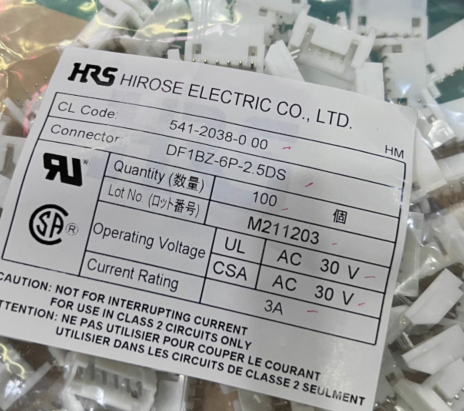 HRS HIROSE ELECTRIC CO., LTD.
HM
CL Code: 541-2038-0 00
Connector: DF1BZ-6P-2.5DS
Quantity (数量) 100 個
Lot No. (ロット番号) M211203
Operating Voltage UL AC 30 V
CSA AC 30 V
Current Rating 3A
CAUTION: NOT FOR INTERRUPTING CURRENT
FOR USE IN CLASS 2 CIRCUITS ONLY
ATTENTION: NE PAS UTILISER POUR COUPER LE COURANT
UTILISER DANS LES CIRCUITS DE CLASSE 2 SEULMENT